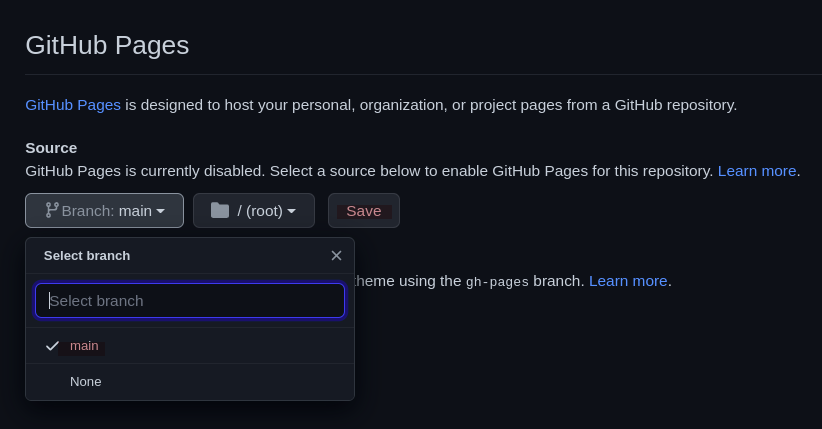 GitHub Pages
GitHub Pages is designed to host your personal, organization, or project pages from a GitHub repository.
Source
GitHub Pages is currently disabled. Select a source below to enable GitHub Pages for this repository. Learn more.
Branch: main / (root) Save
Select branch
theme using the gh-pages branch. Learn more.
Select branch
main
None